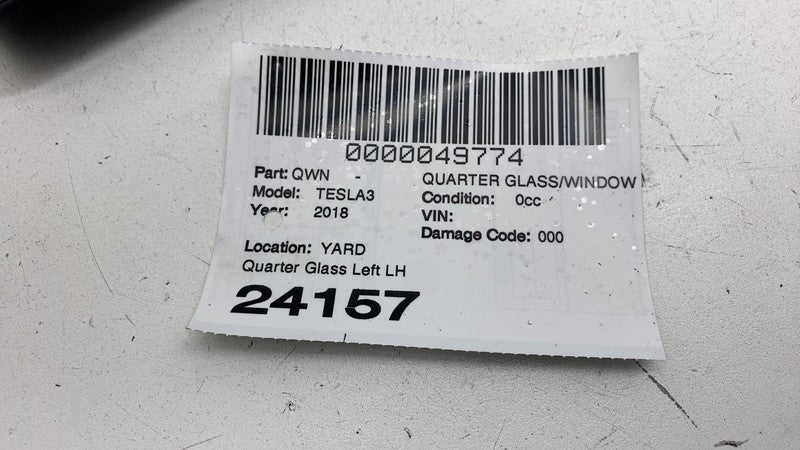 0000049774
Part: QWN - QUARTER GLASS/WINDOW
Model: TESLA3 Condition: 0cc
Year: 2018 VIN:
Damage Code: 000
Location: YARD
Quarter Glass Left LH
24157